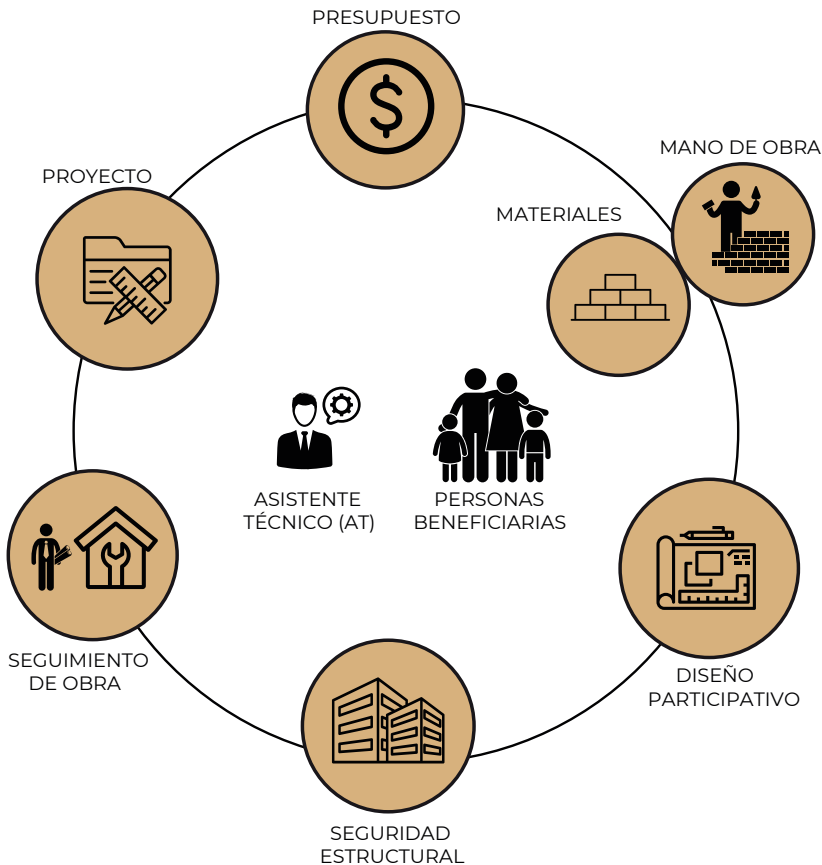 PRESUPUESTO
MANO DE OBRA
PROYECTO
MATERIALES
$
ASISTENTE
TÉCNICO (AT)
PERSONAS
BENEFICIARIAS
SEGUIMIENTO
DE OBRA
DISEÑO
PARTICIPATIVO
SEGURIDAD
ESTRUCTURAL